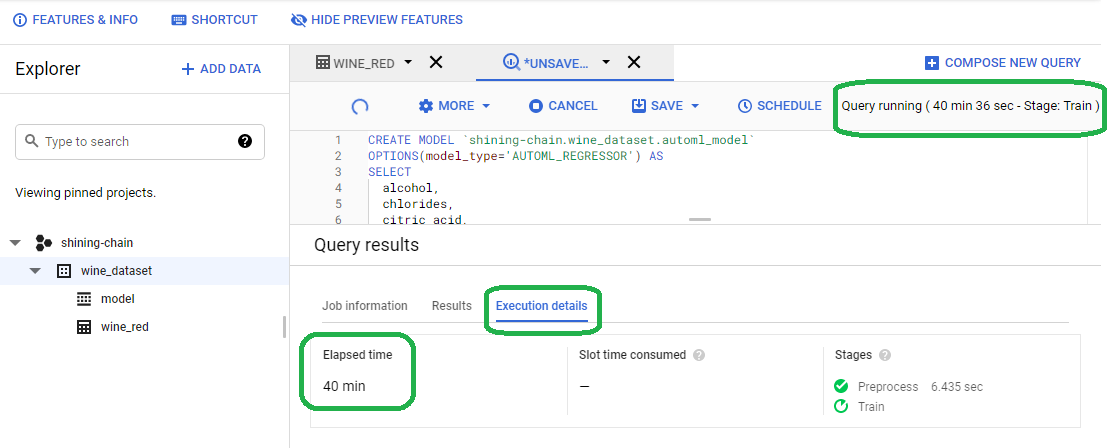 FEATURES & INFO SHORTCUT HIDE PREVIEW FEATURES
Explorer + ADD DATA
WINE_RED *UNSAVE... COMPOSE NEW QUERY
MORE CANCEL SAVE SCHEDULE Query running ( 40 min 36 sec - Stage: Train )
Type to search
Viewing pinned projects.
shining-chain
wine_dataset
model
wine_red
1 CREATE MODEL `shining-chain.wine_dataset.automl_model`
2 OPTIONS(model_type='AUTOML_REGRESSOR') AS
3 SELECT
4 alcohol,
5 chlorides,
6 citric_acid,
Query results
Job information Results Execution details
Elapsed time Slot time consumed Stages
40 min — Preprocess 6.435 sec
Train